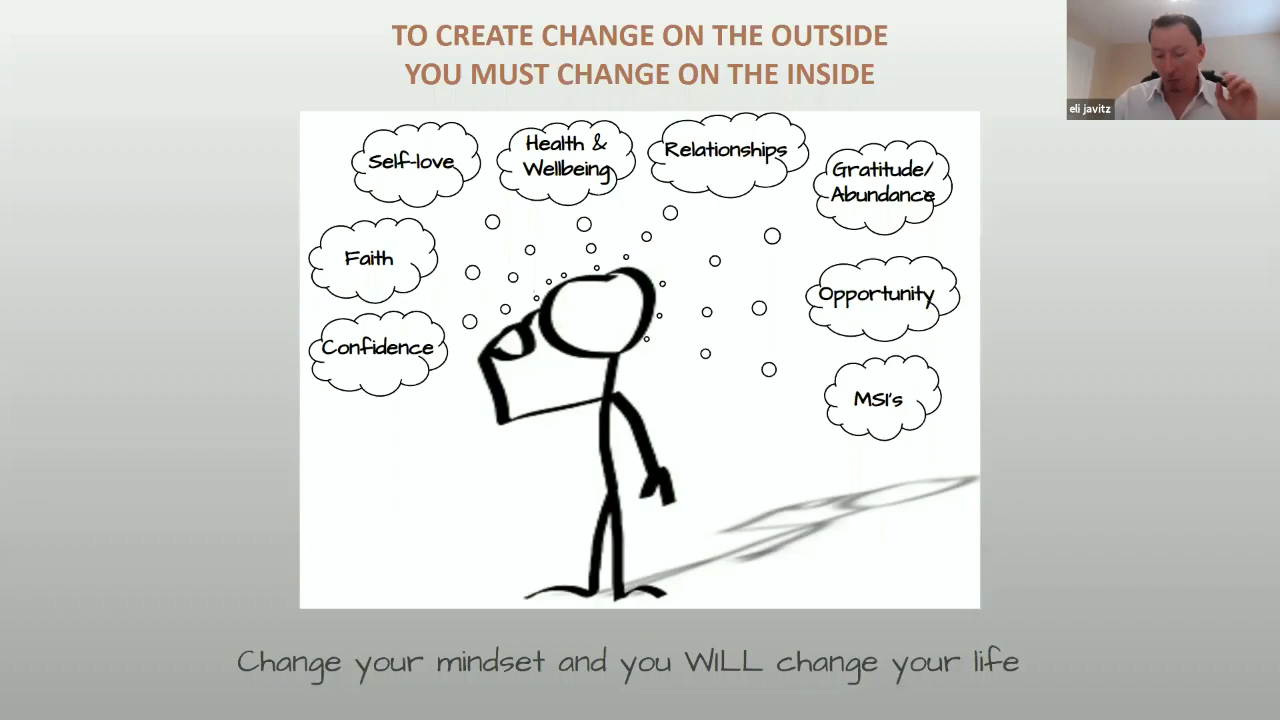 TO CREATE CHANGE ON THE OUTSIDE
YOU MUST CHANGE ON THE INSIDE
eli javitz
Self-love
Health &
Wellbeing
Relationships
Gratitude/
Abundance
Faith
Opportunity
Confidence
MSI's
Change your mindset and you WILL change your life